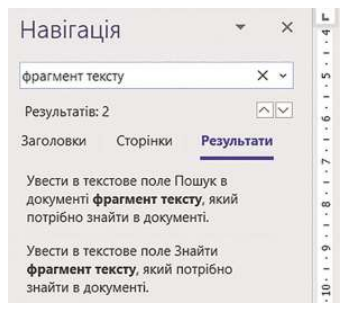 Навігація
фрагмент тексту
Результатів: 2
Заголовки Сторінки Результати
Увести в текстове поле Пошук в
документі фрагмент тексту, який
потрібно знайти в документі.
Увести в текстове поле Знайти
фрагмент тексту, який потрібно
знайти в документі.
4
5
6
7
8
9
10